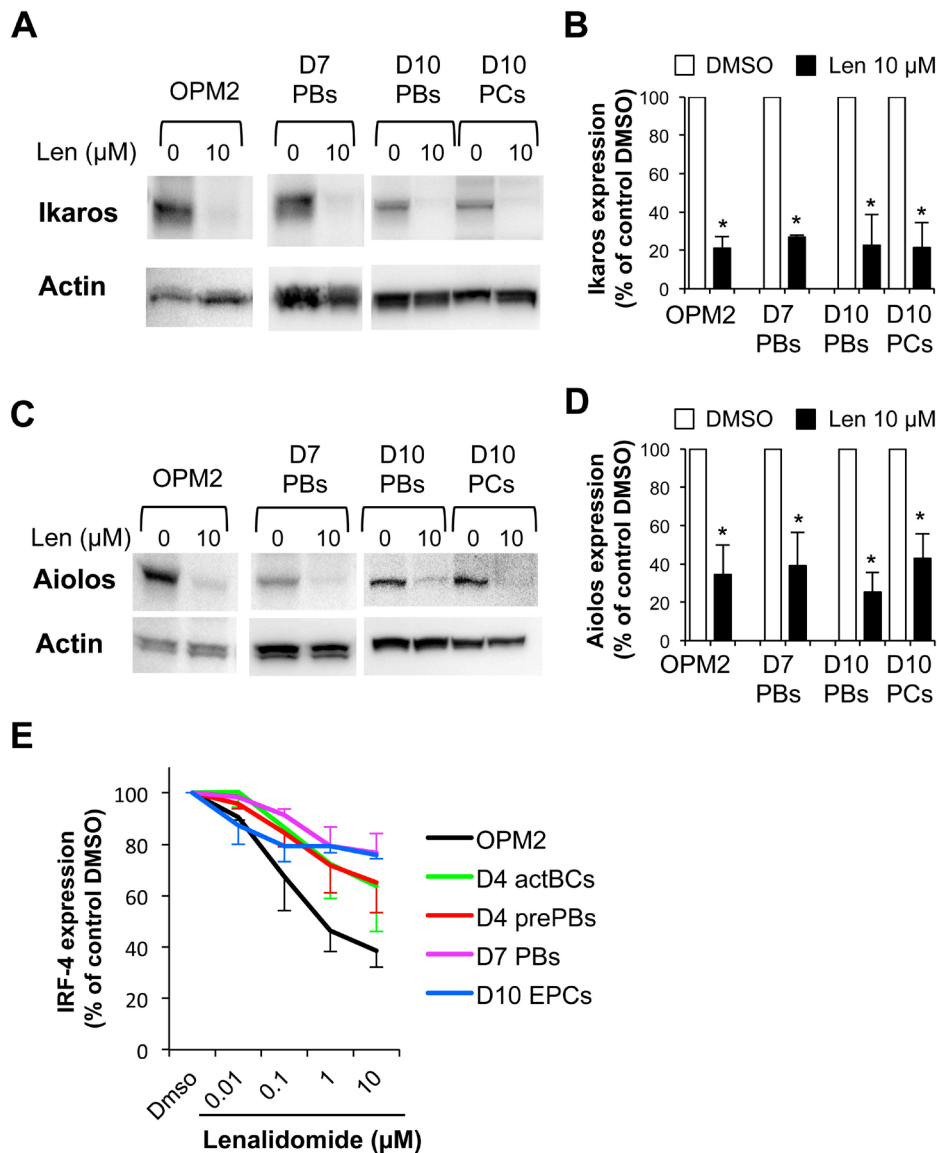 A
OPM2
D7
PBs
D10
PBs
D10
PCs
Len (µM)
0 10 0 10 0 10 0 10
Ikaros
Actin
B
DMSO Len 10 µM
Ikaros expression
(% of control DMSO)
100
80
60
40
20
0
* * * *
OPM2
D7
PBs
D10
PBs
D10
PCs
C
OPM2
D7
PBs
D10
PBs
D10
PCs
Len (µM)
0 10 0 10 0 10 0 10
Aiolos
Actin
D
DMSO Len 10 µM
Aiolos expression
(% of control DMSO)
100
80
60
40
20
0
* * * *
OPM2
D7
PBs
D10
PBs
D10
PCs
E
IRF-4 expression
(% of control DMSO)
100
80
60
40
20
0
Dmso 0.01 0.1 1 10
Lenalidomide (µM)
OPM2
D4 actBCs
D4 prePBs
D7 PBs
D10 EPCs